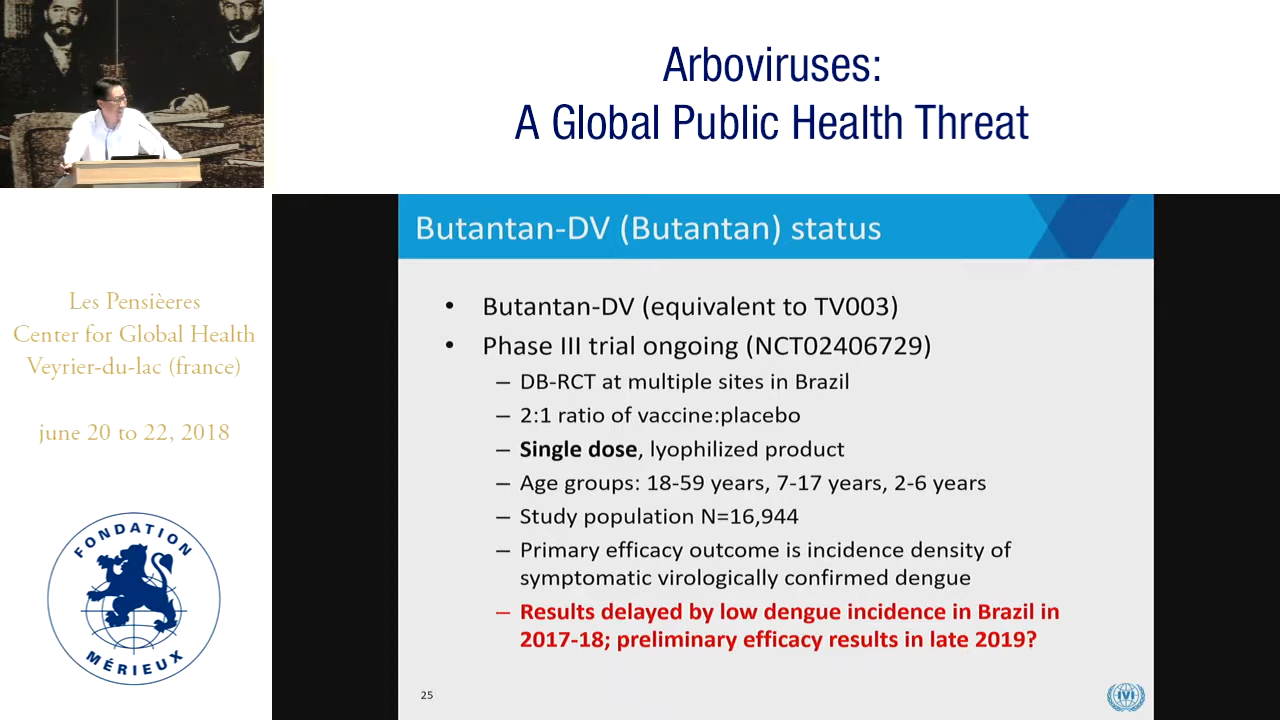 Arboviruses:
A Global Public Health Threat
Les Pensièeres
Center for Global Health
Veyrier-du-lac (france)
june 20 to 22, 2018
FONDATION
MÉRIEUX
Butantan-DV (Butantan) status
• Butantan-DV (equivalent to TV003)
• Phase III trial ongoing (NCT02406729)
– DB-RCT at multiple sites in Brazil
– 2:1 ratio of vaccine:placebo
– Single dose, lyophilized product
– Age groups: 18-59 years, 7-17 years, 2-6 years
– Study population N=16,944
– Primary efficacy outcome is incidence density of
symptomatic virologically confirmed dengue
– Results delayed by low dengue incidence in Brazil in
2017-18; preliminary efficacy results in late 2019?
25
IVI